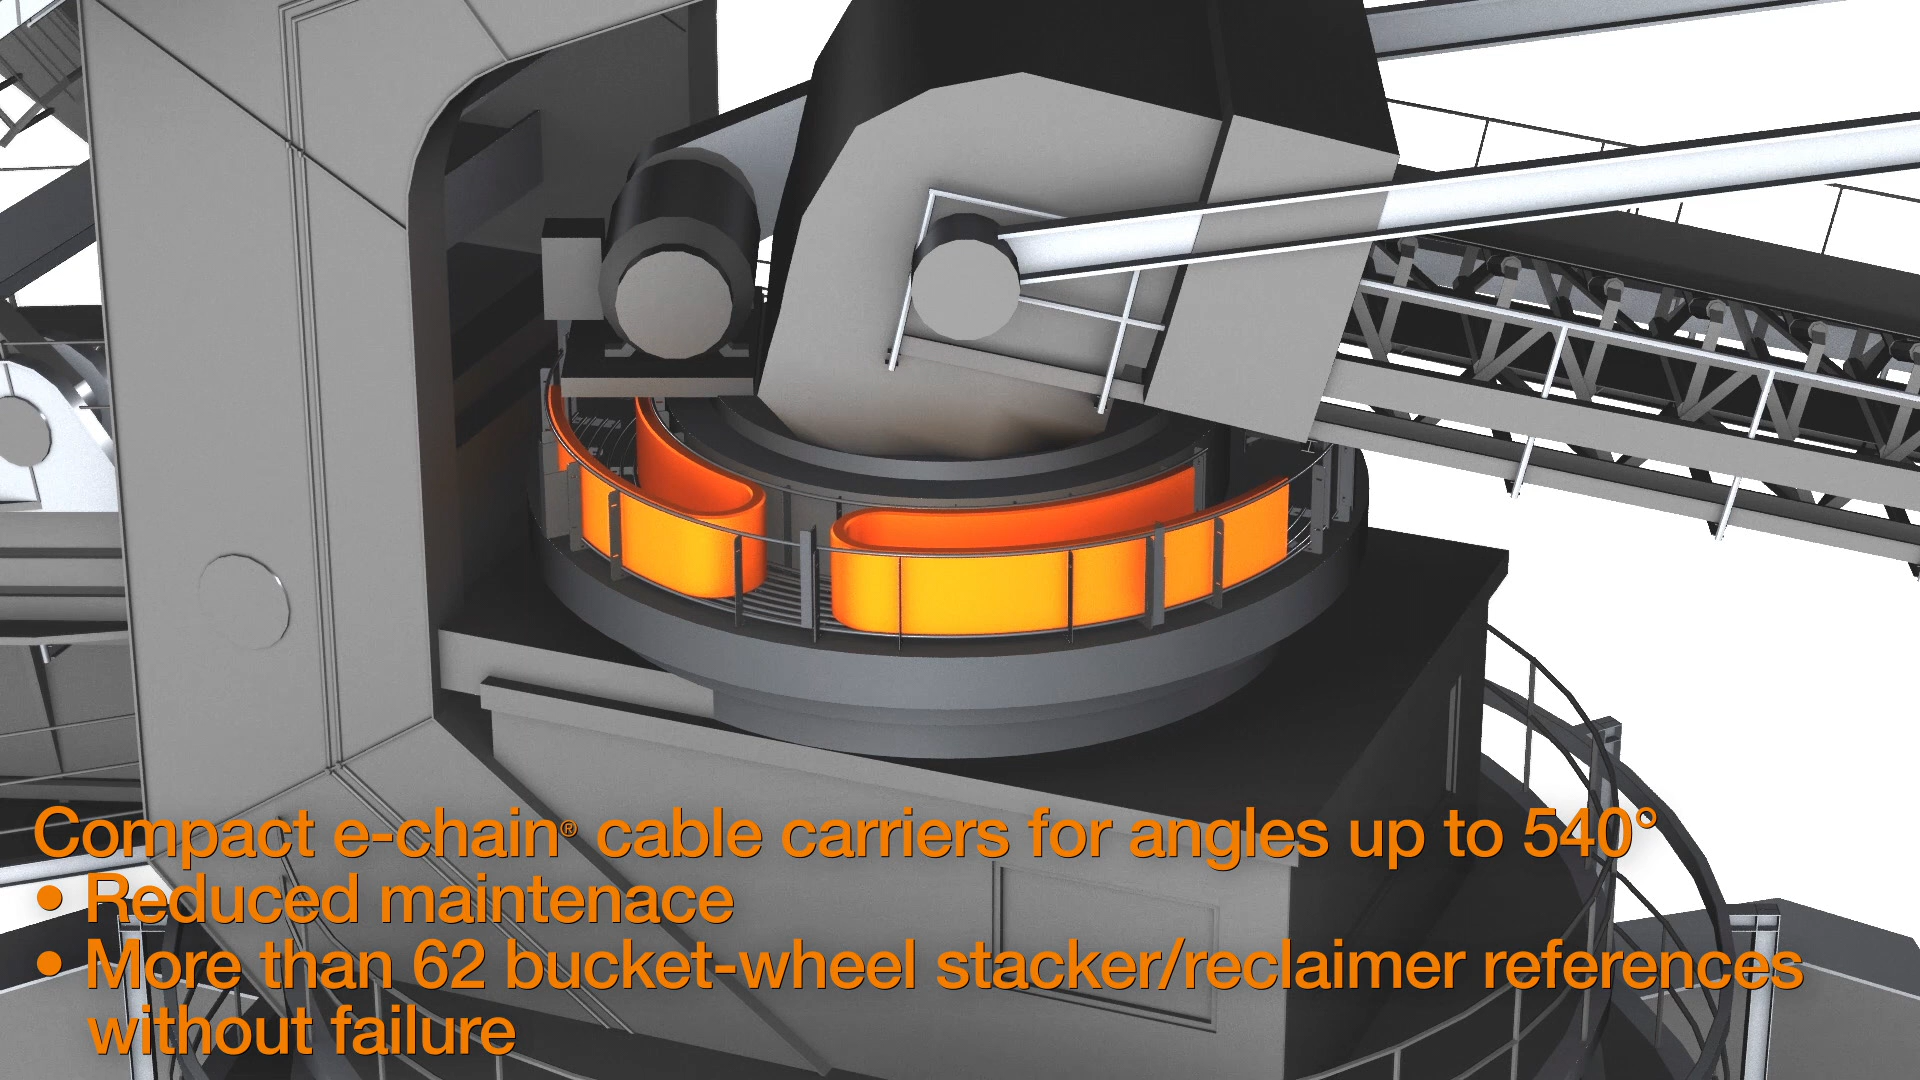 Compact e-chain® cable carriers for angles up to 540°
• Reduced maintenace
• More than 62 bucket-wheel stacker/reclaimer references
without failure